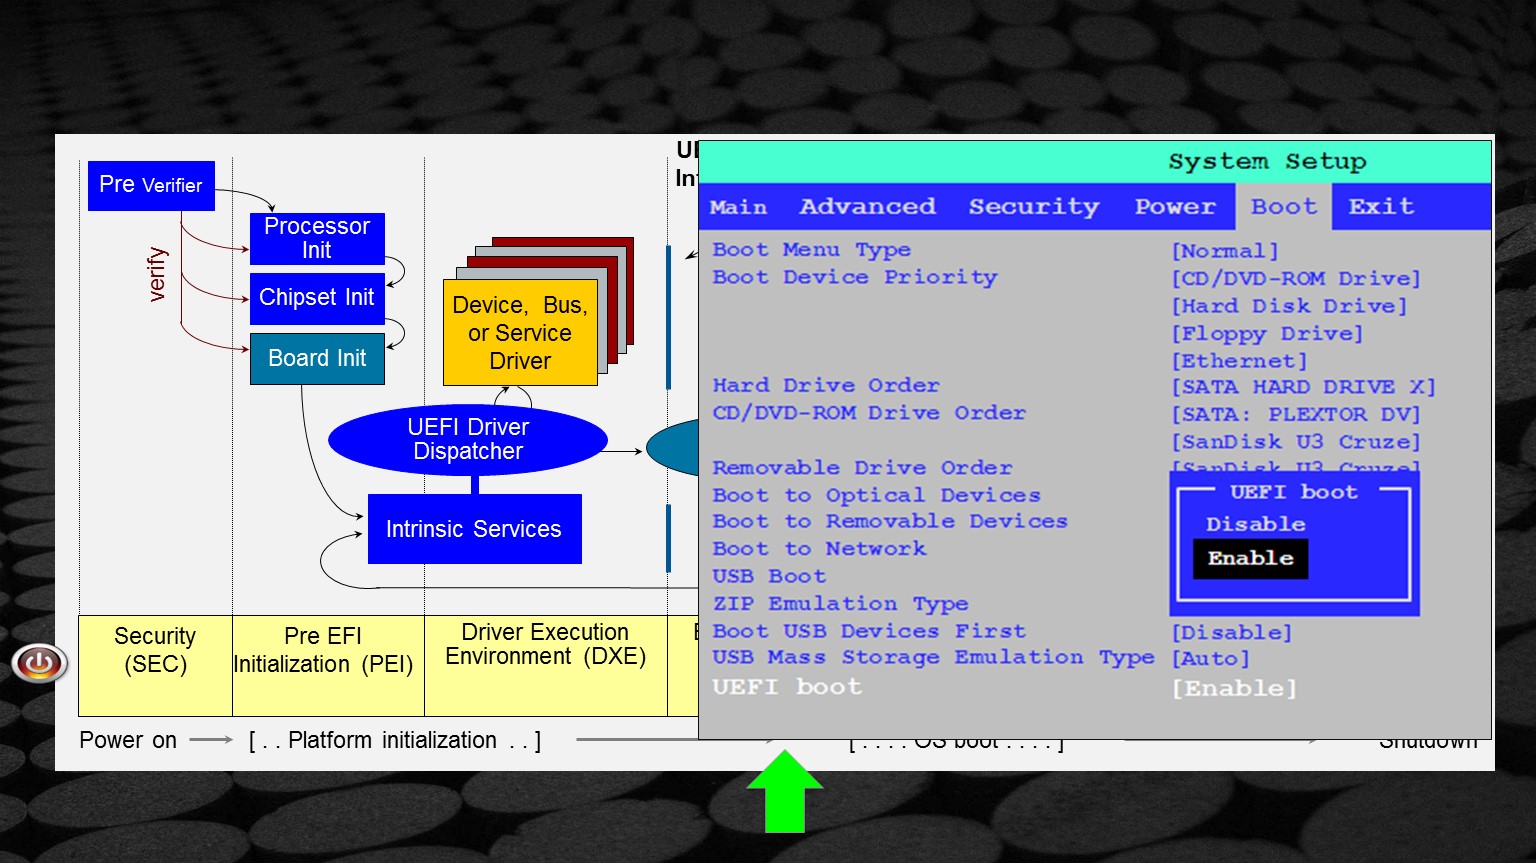 Pre Verifier
verify
Processor
Init
Chipset Init
Board Init
Device, Bus,
or Service
Driver
UEFI Driver
Dispatcher
Intrinsic Services
Security
(SEC)
Pre EFI
Initialization (PEI)
Driver Execution
Environment (DXE)
Power on
[ . . Platform initialization . . ]
[ . . . . OS boot . . . . ]
Shutdown
System Setup
Main Advanced Security Power Boot Exit
Boot Menu Type [Normal]
Boot Device Priority [CD/DVD-ROM Drive]
[Hard Disk Drive]
[Floppy Drive]
[Ethernet]
Hard Drive Order [SATA HARD DRIVE X]
CD/DVD-ROM Drive Order [SATA: PLEXTOR DV]
[SanDisk U3 Cruze]
Removable Drive Order [SanDisk U3 Cruze]
Boot to Optical Devices
Boot to Removable Devices
Boot to Network
USB Boot
ZIP Emulation Type
UEFI boot
Disable
Enable
Boot USB Devices First [Disable]
USB Mass Storage Emulation Type [Auto]
UEFI boot [Enable]